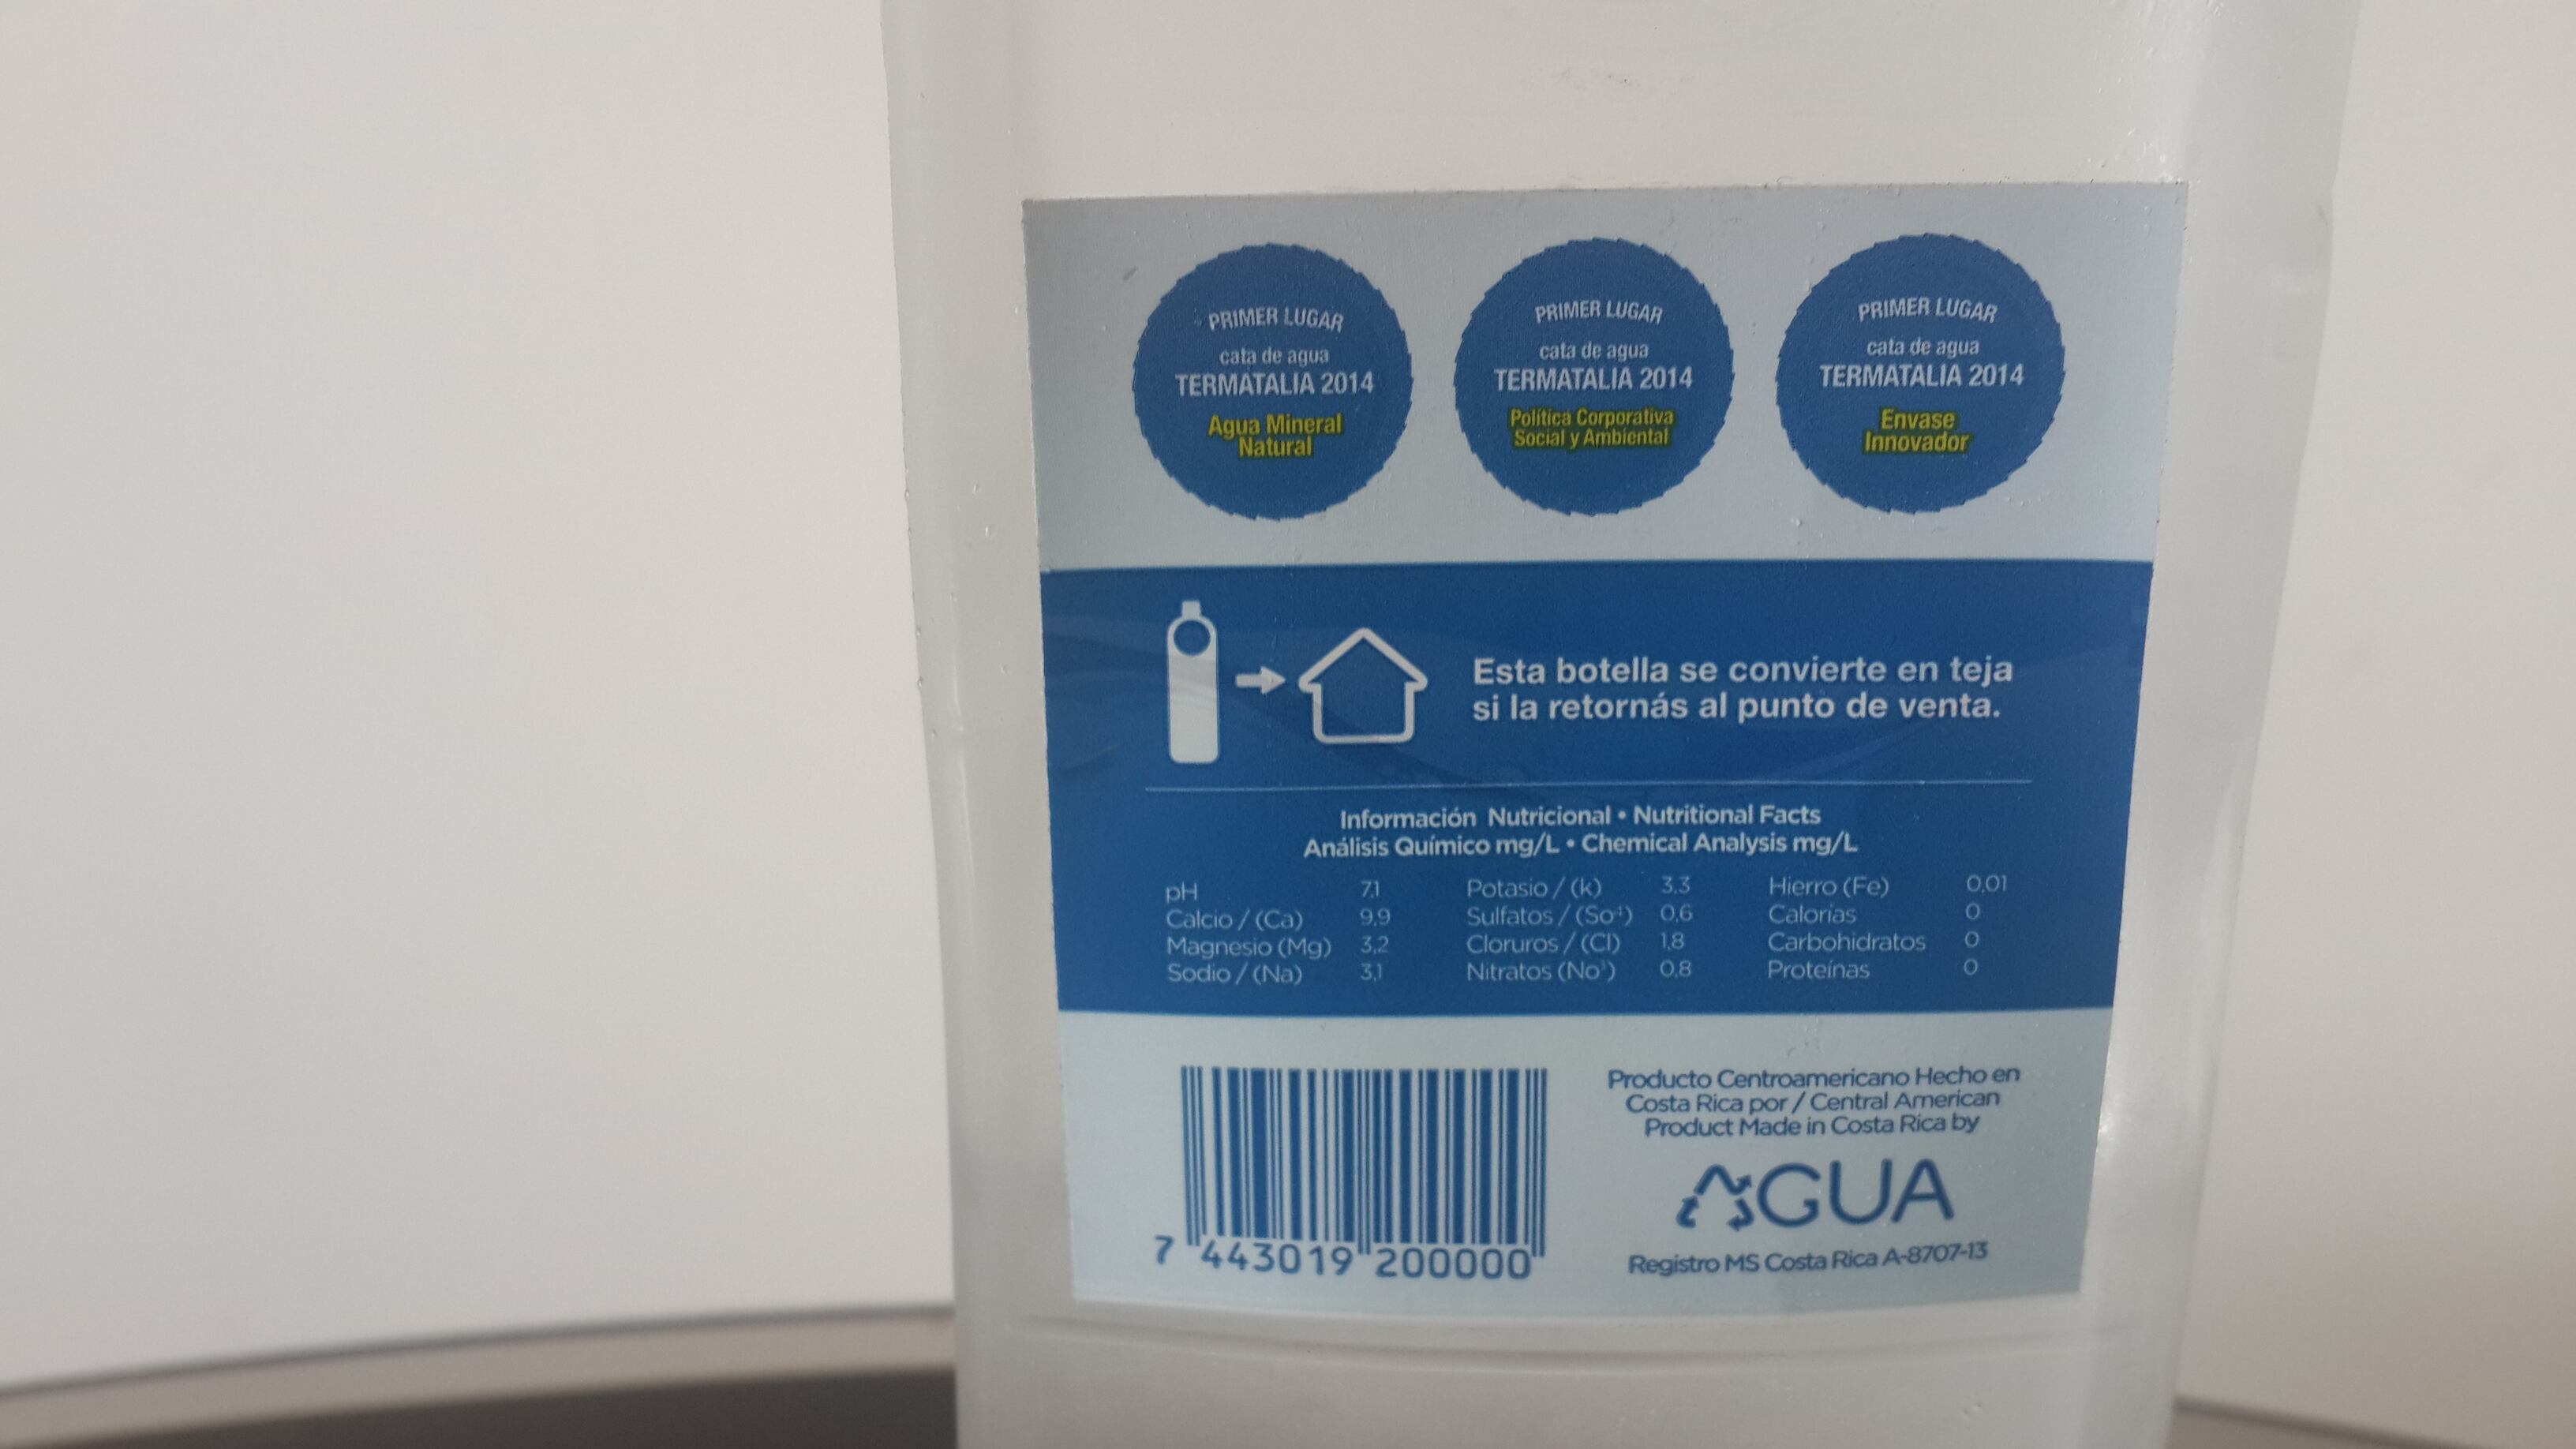 PRIMER LUGAR
cata de agua
TERMATALIA 2014
Agua Mineral
Natural
PRIMER LUGAR
cata de agua
TERMATALIA 2014
Política Corporativa
Social y Ambiental
PRIMER LUGAR
cata de agua
TERMATALIA 2014
Envase
Innovador
Esta botella se convierte en teja
si la retornás al punto de venta.
Información Nutricional • Nutritional Facts
Análisis Químico mg/L • Chemical Analysis mg/L
pH 7,1
Calcio / (Ca) 9,9
Magnesio (Mg) 3,2
Sodio / (Na) 3,1
Potasio / (k) 3.3
Sulfatos / (So⁻⁴) 0,6
Cloruros / (Cl) 1,8
Nitratos (No³) 0,8
Hierro (Fe) 0,01
Calorías 0
Carbohidratos 0
Proteínas 0
7 443019 200000
Producto Centroamericano Hecho en
Costa Rica por / Central American
Product Made in Costa Rica by
AGUA
Registro MS Costa Rica A-8707-13